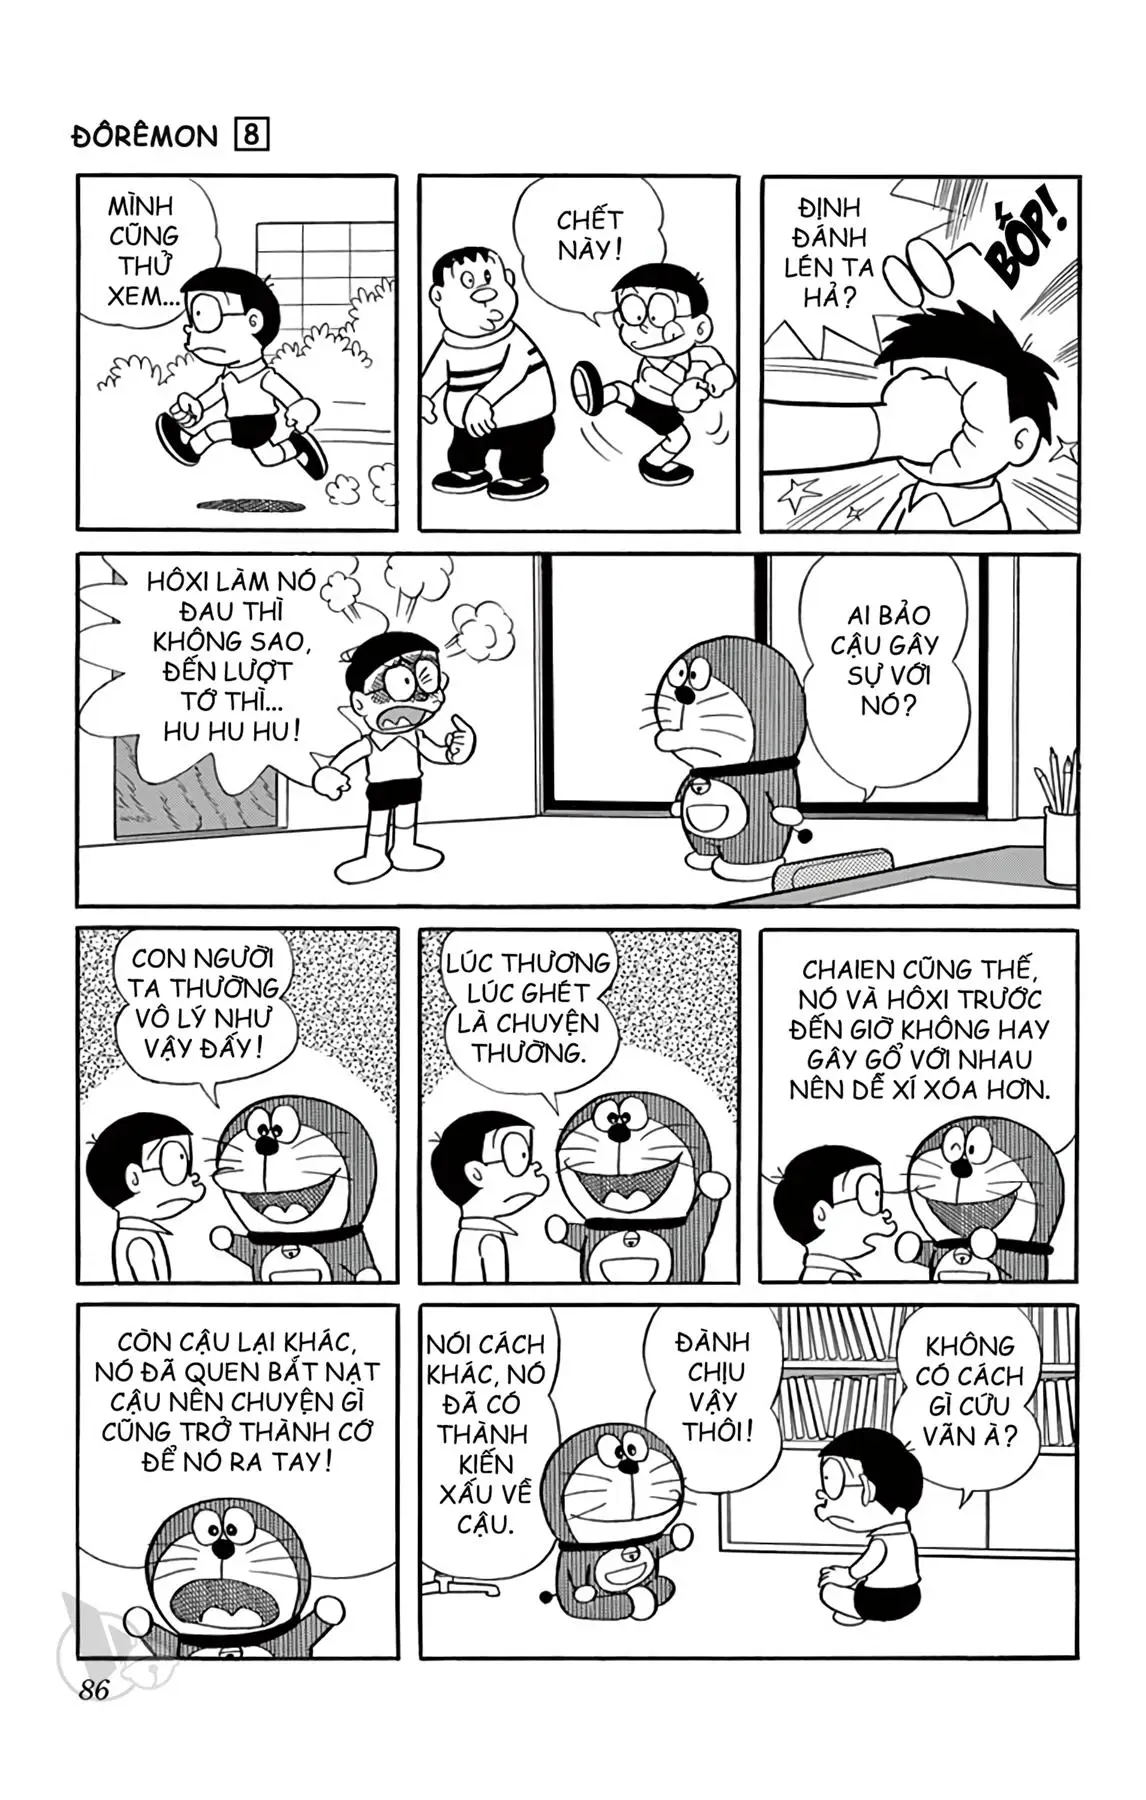 ĐÔRÊMON 8
MÌNH
CŨNG
THỬ
XEM...
CHẾT
NÀY!
ĐỊNH
ĐÁNH
LÉN TA
HẢ?
BỐP!
HÔXI LÀM NÓ
ĐAU THÌ
KHÔNG SAO,
ĐẾN LƯỢT
TỚ THÌ...
HU HU HU!
AI BẢO
CẬU GÂY
SỰ VỚI
NÓ?
CON NGƯỜI
TA THƯỜNG
VÔ LÝ NHƯ
VẬY ĐẤY!
LÚC THƯƠNG
LÚC GHÉT
LÀ CHUYỆN
THƯỜNG.
CHAIEN CŨNG THẾ,
NÓ VÀ HÔXI TRƯỚC
ĐẾN GIỜ KHÔNG HAY
GÂY GỔ VỚI NHAU
NÊN DỄ XÍ XÓA HƠN.
CÒN CẬU LẠI KHÁC,
NÓ ĐÃ QUEN BẮT NẠT
CẬU NÊN CHUYỆN GÌ
CŨNG TRỞ THÀNH CỚ
ĐỂ NÓ RA TAY!
NÓI CÁCH
KHÁC, NÓ
ĐÃ CÓ
THÀNH
KIẾN
XẤU VỀ
CẬU.
ĐÀNH
CHỊU
VẬY
THÔI!
KHÔNG
CÓ CÁCH
GÌ CỨU
VÃN À?
86